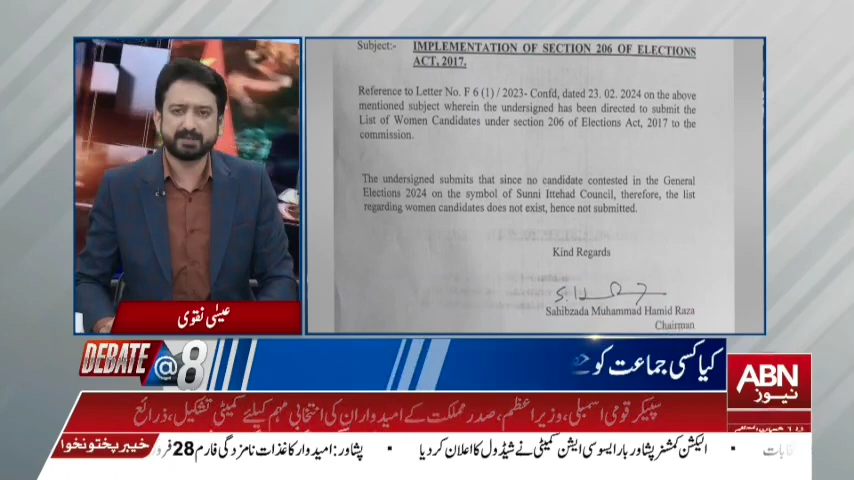 Subject:- IMPLEMENTATION OF SECTION 206 OF ELECTIONS
ACT, 2017.
Reference to Letter No. F 6 (1) / 2023- Confd, dated 23. 02. 2024 on the above
mentioned subject wherein the undersigned has been directed to submit the
List of Women Candidates under section 206 of Elections Act, 2017 to the
commission.
The undersigned submits that since no candidate contested in the General
Elections 2024 on the symbol of Sunni Ittehad Council, therefore, the list
regarding women candidates does not exist, hence not submitted.
Kind Regards
Sahibzada Muhammad Hamid Raza
Chairman
عیسٰی نقوی
DEBATE @ 8
کیا کسی جماعت کو
ABN
نیوز
سپیکر قومی اسمبلی، وزیراعظم، صدر مملکت کے امیدواران کی انتخابی مہم کیلئے کمیٹی تشکیل، ذرائع
الیکشن کمشنر پشاور بار ایسوسی ایشن کمیٹی نے شیڈول کا اعلان کردیا
پشاور: امیدوار کاغذات نامزدگی فارم 28
خیبر پختونخوا